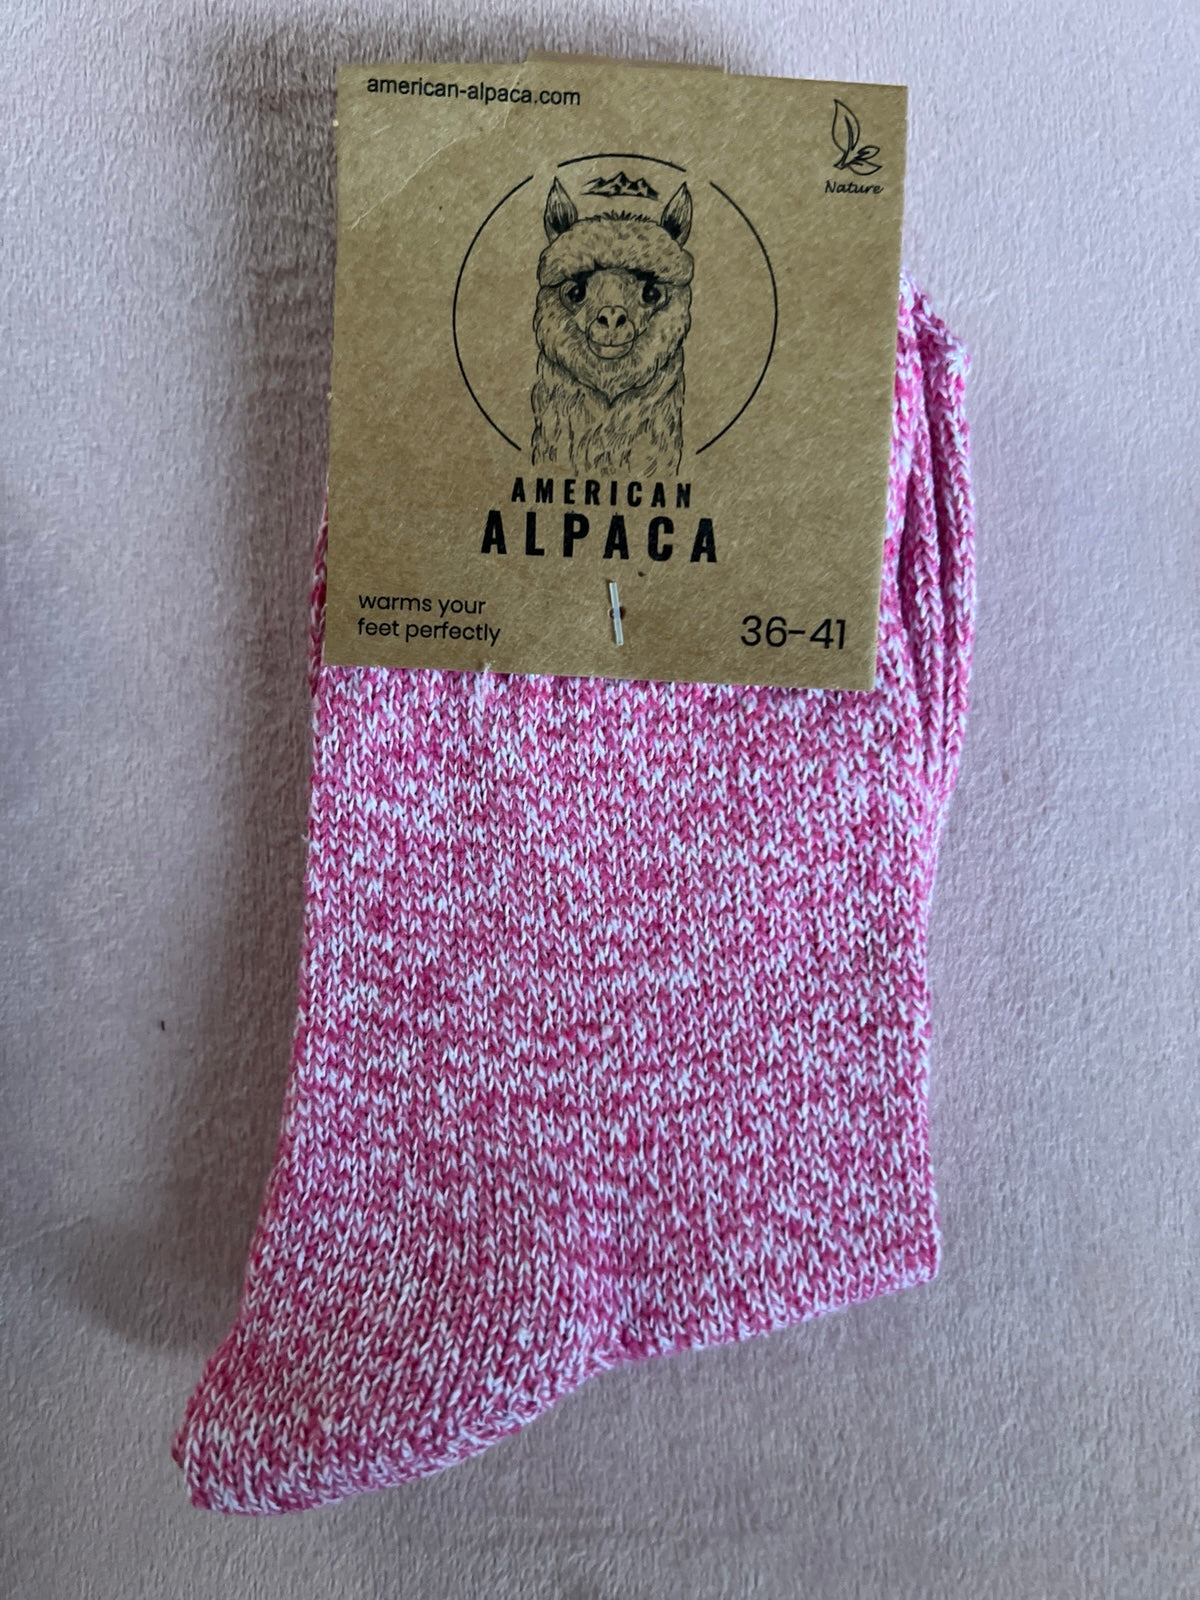 american-alpaca.com
Nature
AMERICAN
ALPACA
warms your
feet perfectly
36-41